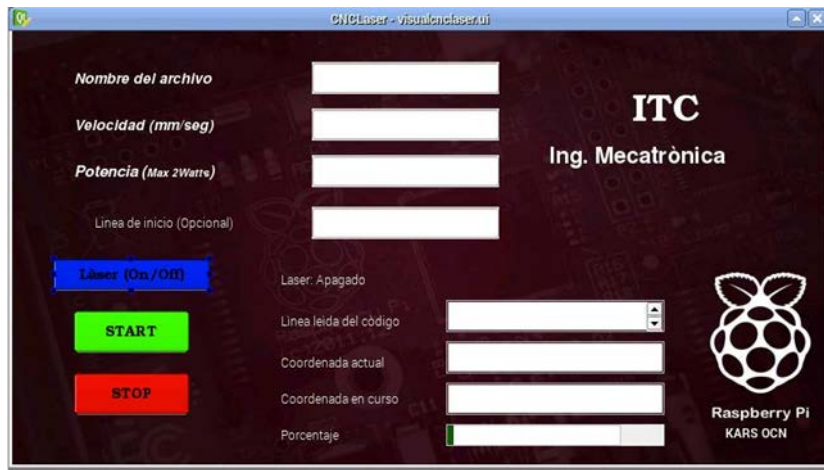 CNCLaser - visualcnclaser.ui
Nombre del archivo
Velocidad (mm/seg)
Potencia (Max 2Watts)
Linea de inicio (Opcional)
ITC
Ing. Mecatrònica
Làser (On/Off)
START
STOP
Laser: Apagado
Linea leida del còdigo
Coordenada actual
Coordenada en curso
Porcentaje
Raspberry Pi
KARS OCN